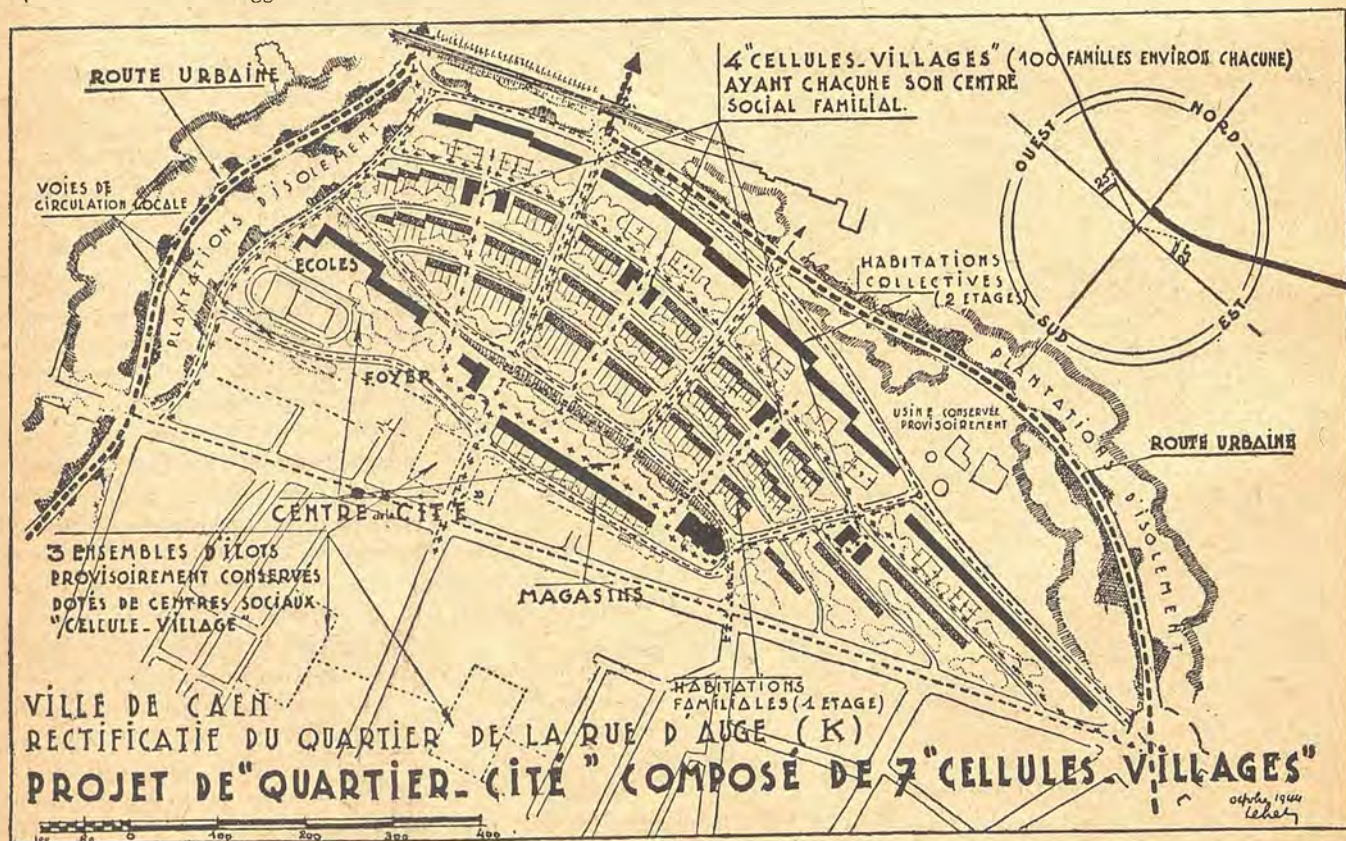 ROUTE URBAINE
4 "CELLULES-VILLAGES" (100 FAMILLES ENVIRON CHACUNE)
AYANT CHACUNE SON CENTRE
SOCIAL FAMILIAL.
NORD
OUEST
SUD
EST
VOIES DE
CIRCULATION LOCALE
PLANTATIONS D'ISOLEMENT
ECOLES
FOYER
HABITATIONS
COLLECTIVES
(2 ETAGES)
PLANTATIONS D'ISOLEMENT
USINE CONSERVÉE
PROVISOIREMENT
ROUTE URBAINE
CENTRE de la CITÉ
3 ENSEMBLES D'ILOTS
PROVISOIREMENT CONSERVÉS
DOTÉS DE CENTRES SOCIAUX
"CELLULE-VILLAGE"
MAGASINS
HABITATIONS
FAMILIALES (1 ETAGE)
VILLE DE CAEN
RECTIFICATIF DU QUARTIER DE LA RUE D'AUGE (K)
PROJET DE "QUARTIER-CITÉ" COMPOSÉ DE 7 "CELLULES-VILLAGES"
octobre 1944
100 50 0 100 200 300 400